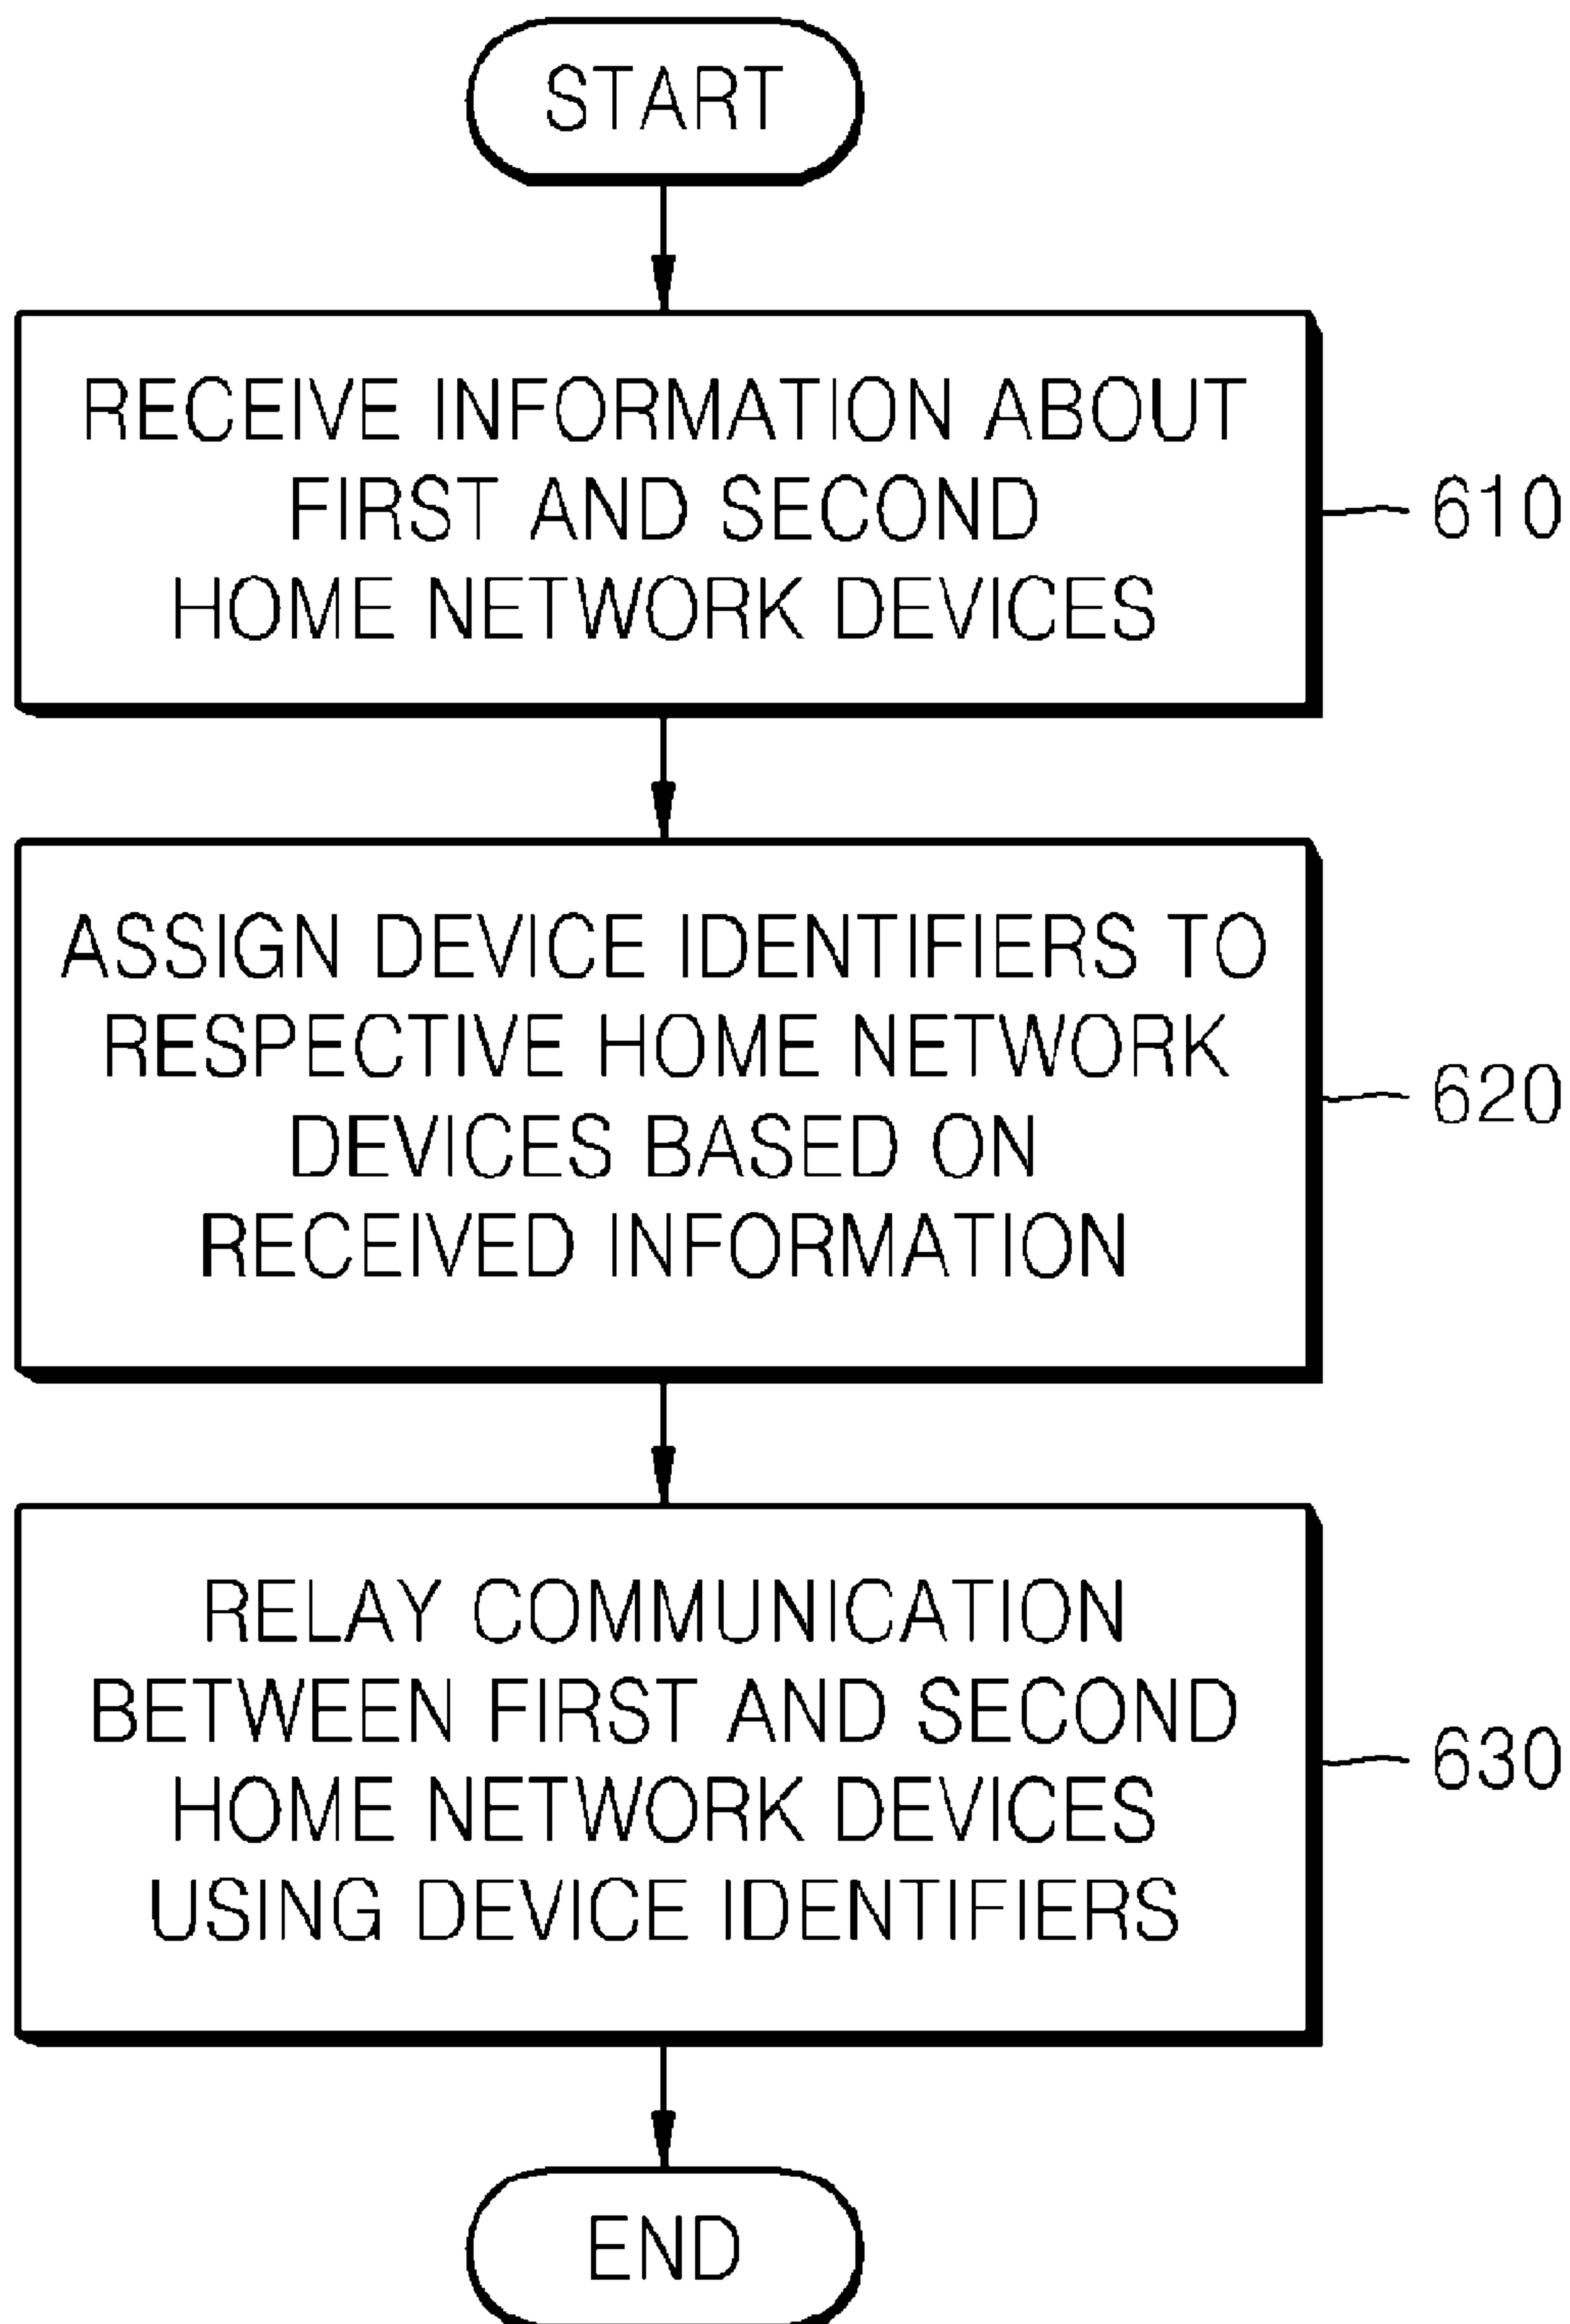 START
RECEIVE INFORMATION ABOUT
FIRST AND SECOND
HOME NETWORK DEVICES
610
ASSIGN DEVICE IDENTIFIERS TO
RESPECTIVE HOME NETWORK
DEVICES BASED ON
RECEIVED INFORMATION
620
RELAY COMMUNICATION
BETWEEN FIRST AND SECOND
HOME NETWORK DEVICES
USING DEVICE IDENTIFIERS
630
END